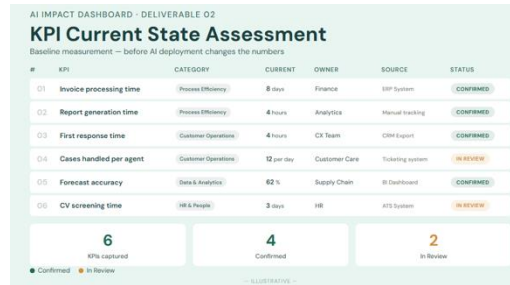 AI IMPACT DASHBOARD · DELIVERABLE 02
KPI Current State Assessment
Baseline measurement — before AI deployment changes the numbers
# KPI CATEGORY CURRENT OWNER SOURCE STATUS
01 Invoice processing time Process Efficiency 8 days Finance ERP System CONFIRMED
02 Report generation time Process Efficiency 4 hours Analytics Manual tracking CONFIRMED
03 First response time Customer Operations 4 hours CX Team CRM Export CONFIRMED
04 Cases handled per agent Customer Operations 12 per day Customer Care Ticketing system IN REVIEW
05 Forecast accuracy Data & Analytics 62 % Supply Chain BI Dashboard CONFIRMED
06 CV screening time HR & People 3 days HR ATS System IN REVIEW
6 4 2
KPIs captured Confirmed In Review
Confirmed In Review
— ILLUSTRATIVE —